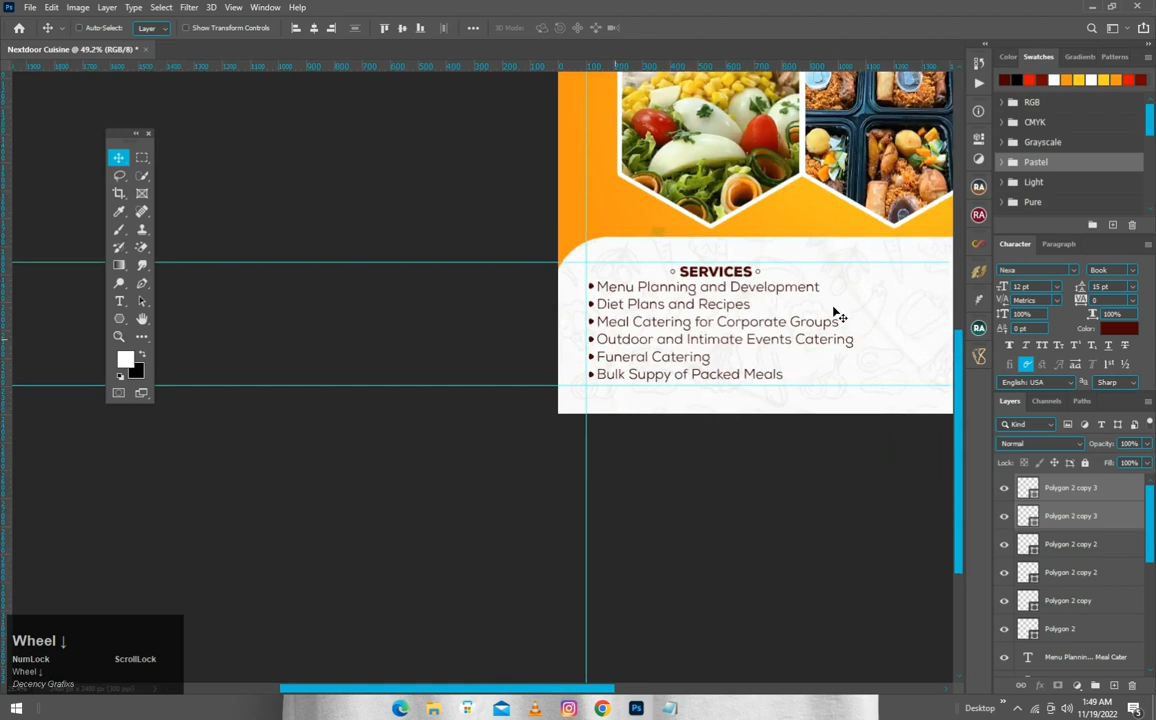 File Edit Image Layer Type Select Filter 3D View Window Help
Auto-Select: Layer Show Transform Controls 3D Mode:
Nextdoor Cuisine @ 49.2% (RGB/8) *
SERVICES
Menu Planning and Development
Diet Plans and Recipes
Meal Catering for Corporate Groups
Outdoor and Intimate Events Catering
Funeral Catering
Bulk Suppy of Packed Meals
Color Swatches Gradients Patterns
RGB
CMYK
Grayscale
Pastel
Light
Pure
Character Paragraph
Nexa Book
12 pt 15 pt
Metrics 0
100% 100%
0 pt Color:
English: USA Sharp
Layers Channels Paths
Kind
Normal Opacity: 100%
Lock: Fill: 100%
Polygon 2 copy 3
Polygon 2 copy 3
Polygon 2 copy 2
Polygon 2 copy 2
Polygon 2 copy
Polygon 2
Menu Plannin... Meal Cater
Wheel ↓
NumLock ScrollLock
Wheel ↓
Decency Grafixs
Desktop
1:49 AM
11/19/2022